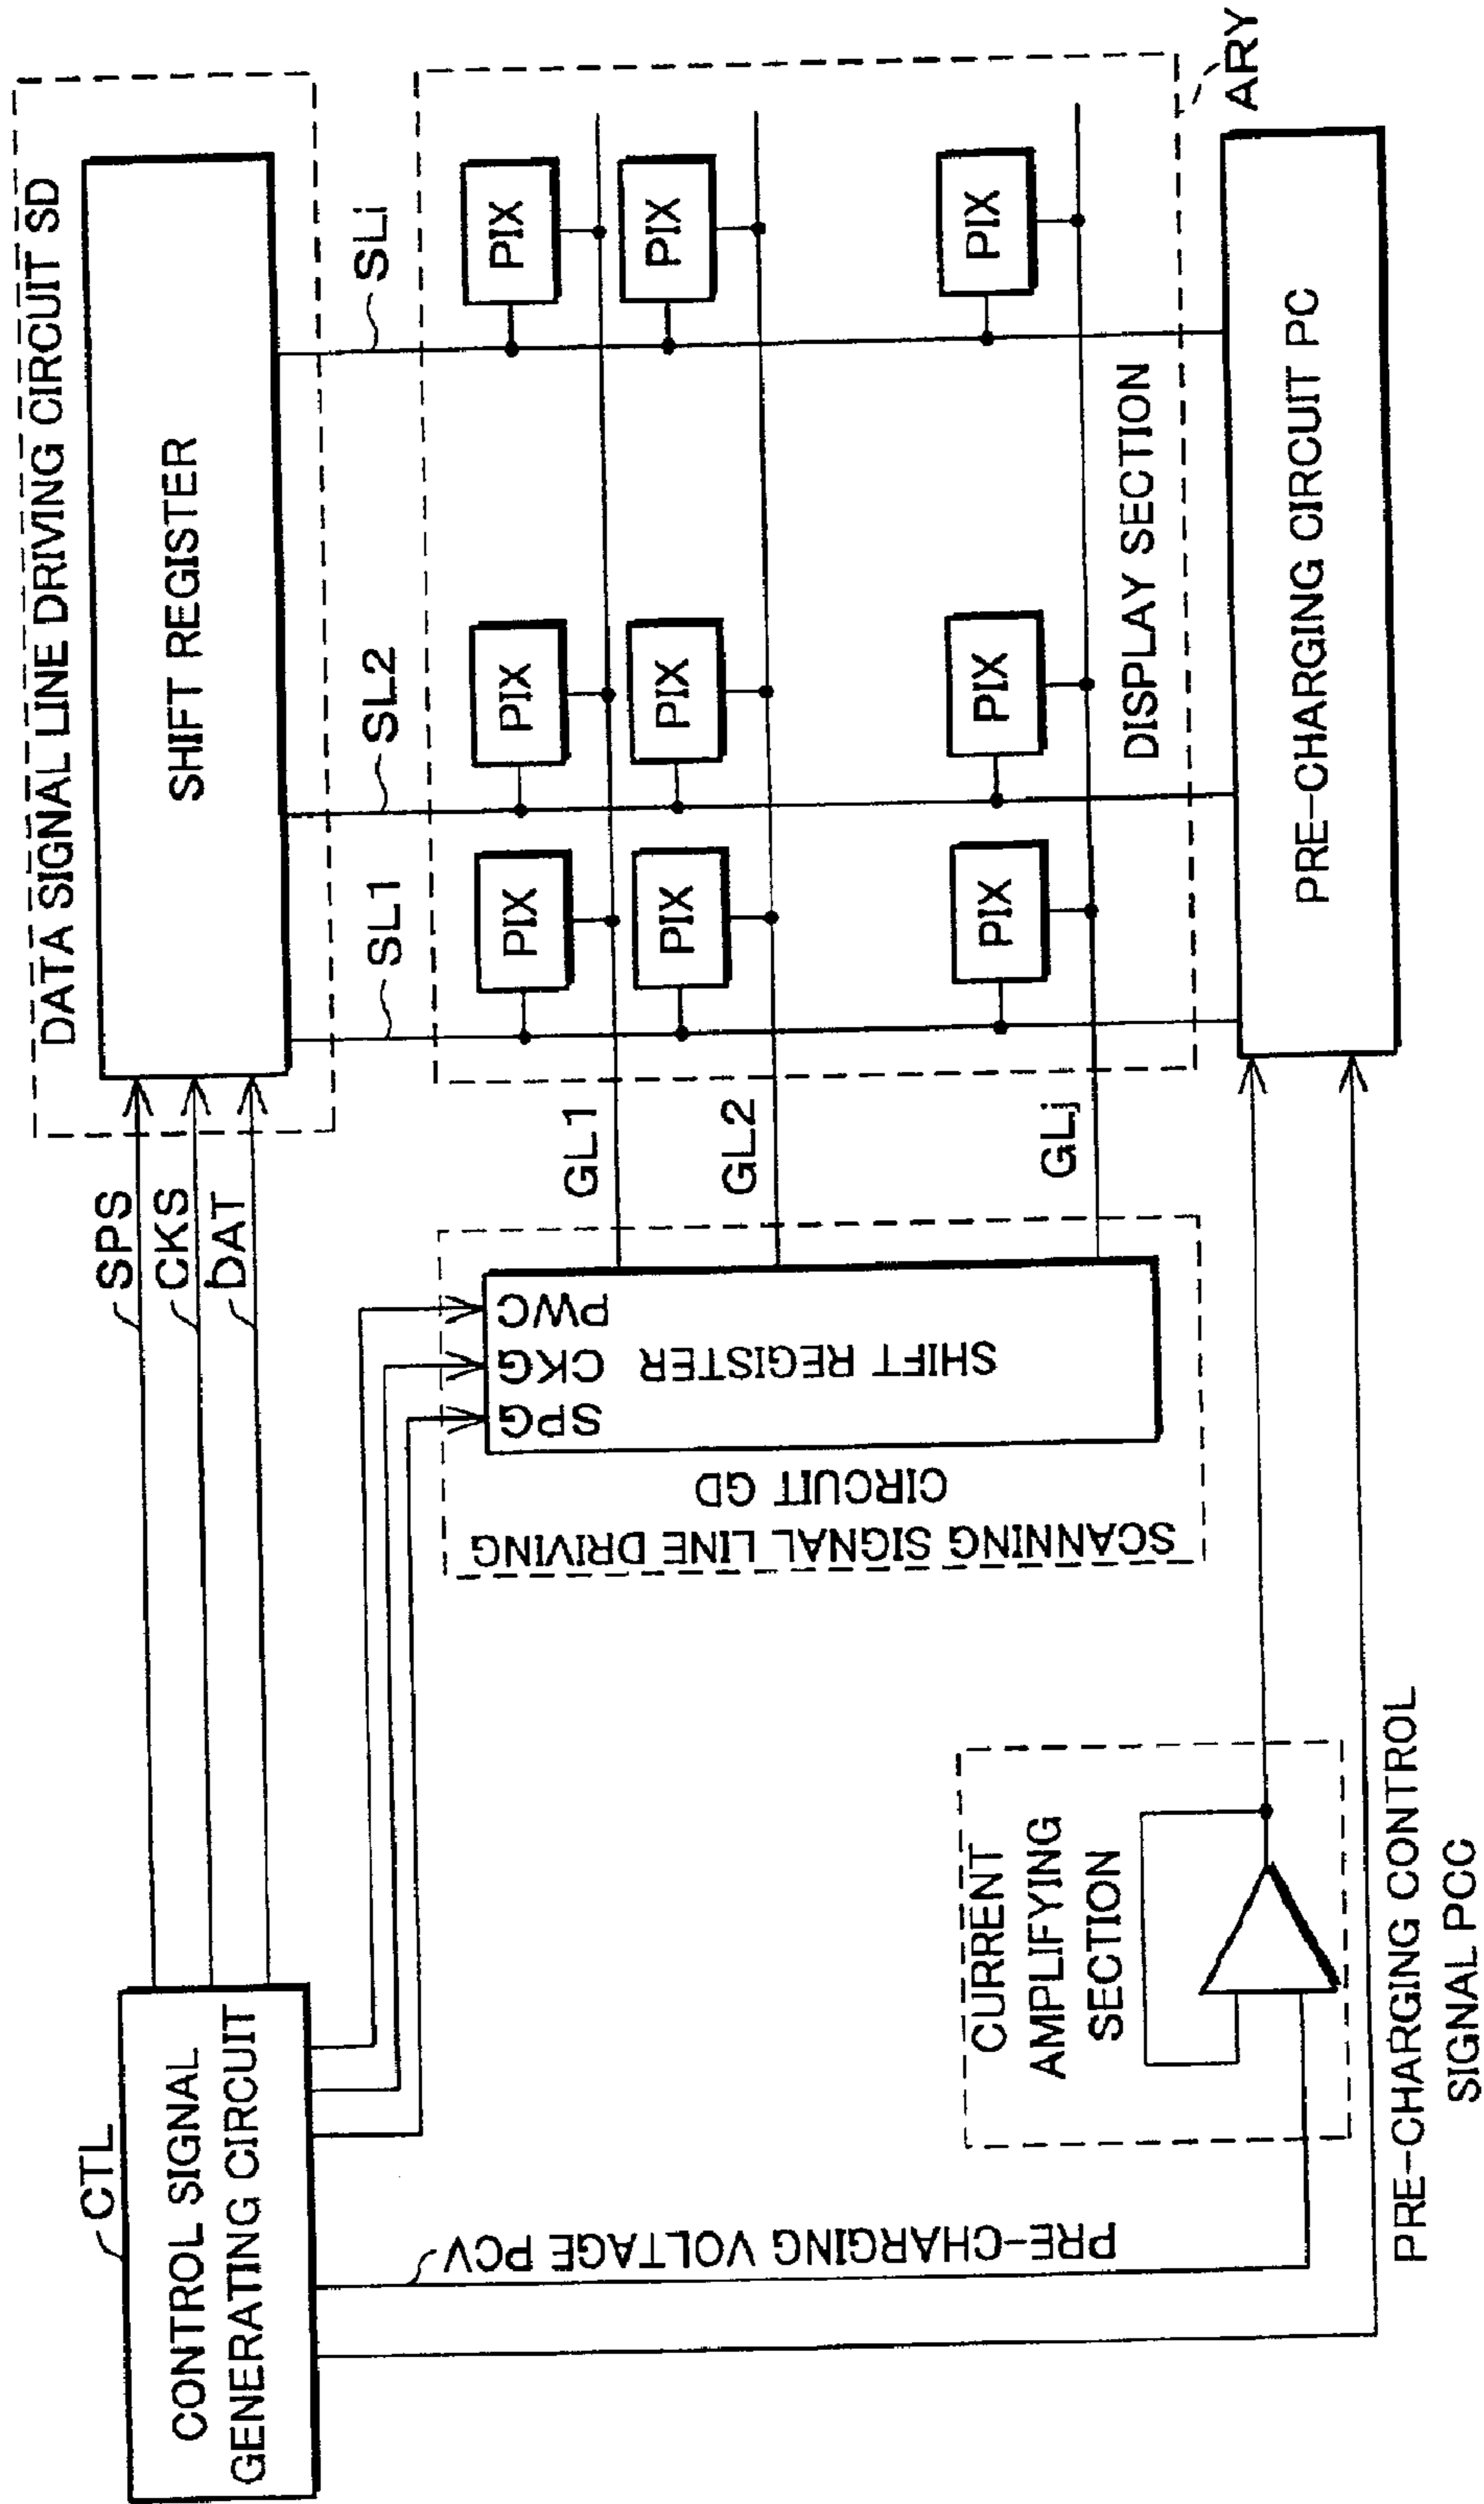 CTL
CONTROL SIGNAL
GENERATING CIRCUIT
SPS
CKS
DAT
DATA SIGNAL LINE DRIVING CIRCUIT SD
SHIFT REGISTER
SL1
SL2
SLi
PIX
PIX
PIX
PIX
PIX
PIX
PIX
PIX
PIX
GL1
GL2
GLj
DISPLAY SECTION
ARY
SCANNING SIGNAL LINE DRIVING
CIRCUIT GD
SPG
CKG
PWC
SHIFT REGISTER
PRE-CHARGING VOLTAGE PCV
CURRENT
AMPLIFYING
SECTION
PRE-CHARGING CIRCUIT PC
PRE-CHARGING CONTROL
SIGNAL PCC